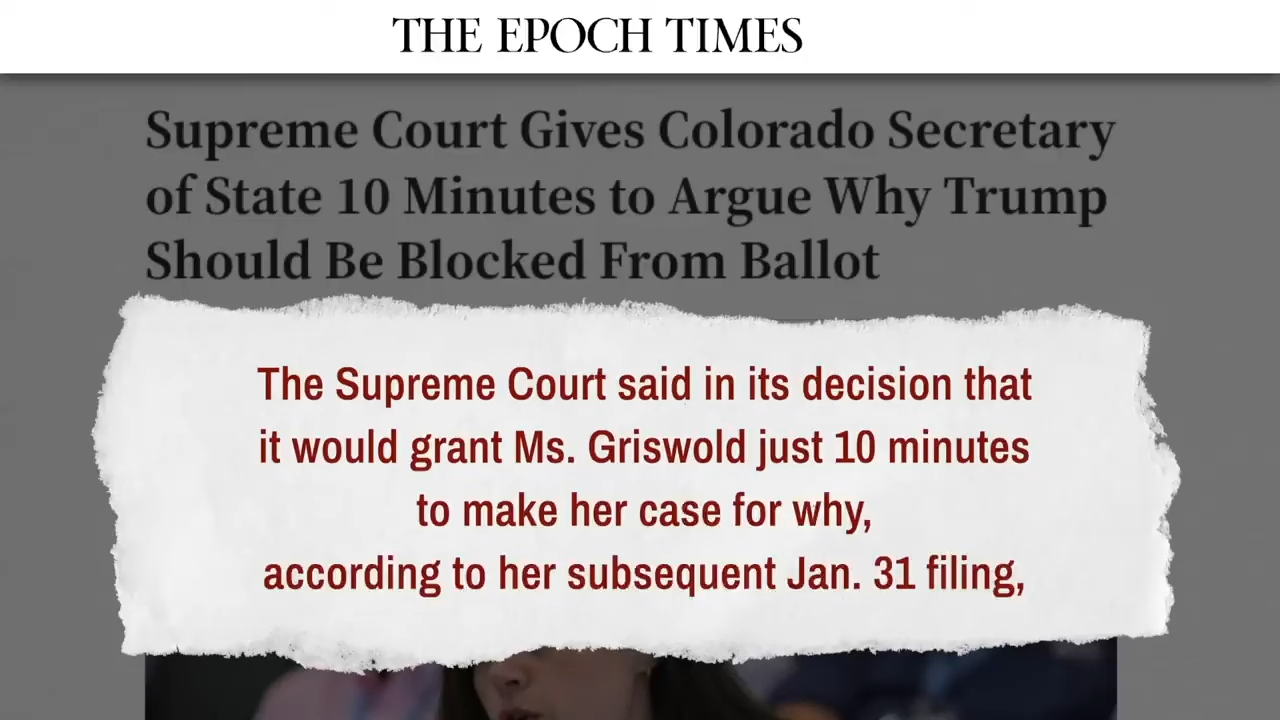 THE EPOCH TIMES
Supreme Court Gives Colorado Secretary
of State 10 Minutes to Argue Why Trump
Should Be Blocked From Ballot
The Supreme Court said in its decision that
it would grant Ms. Griswold just 10 minutes
to make her case for why,
according to her subsequent Jan. 31 filing,